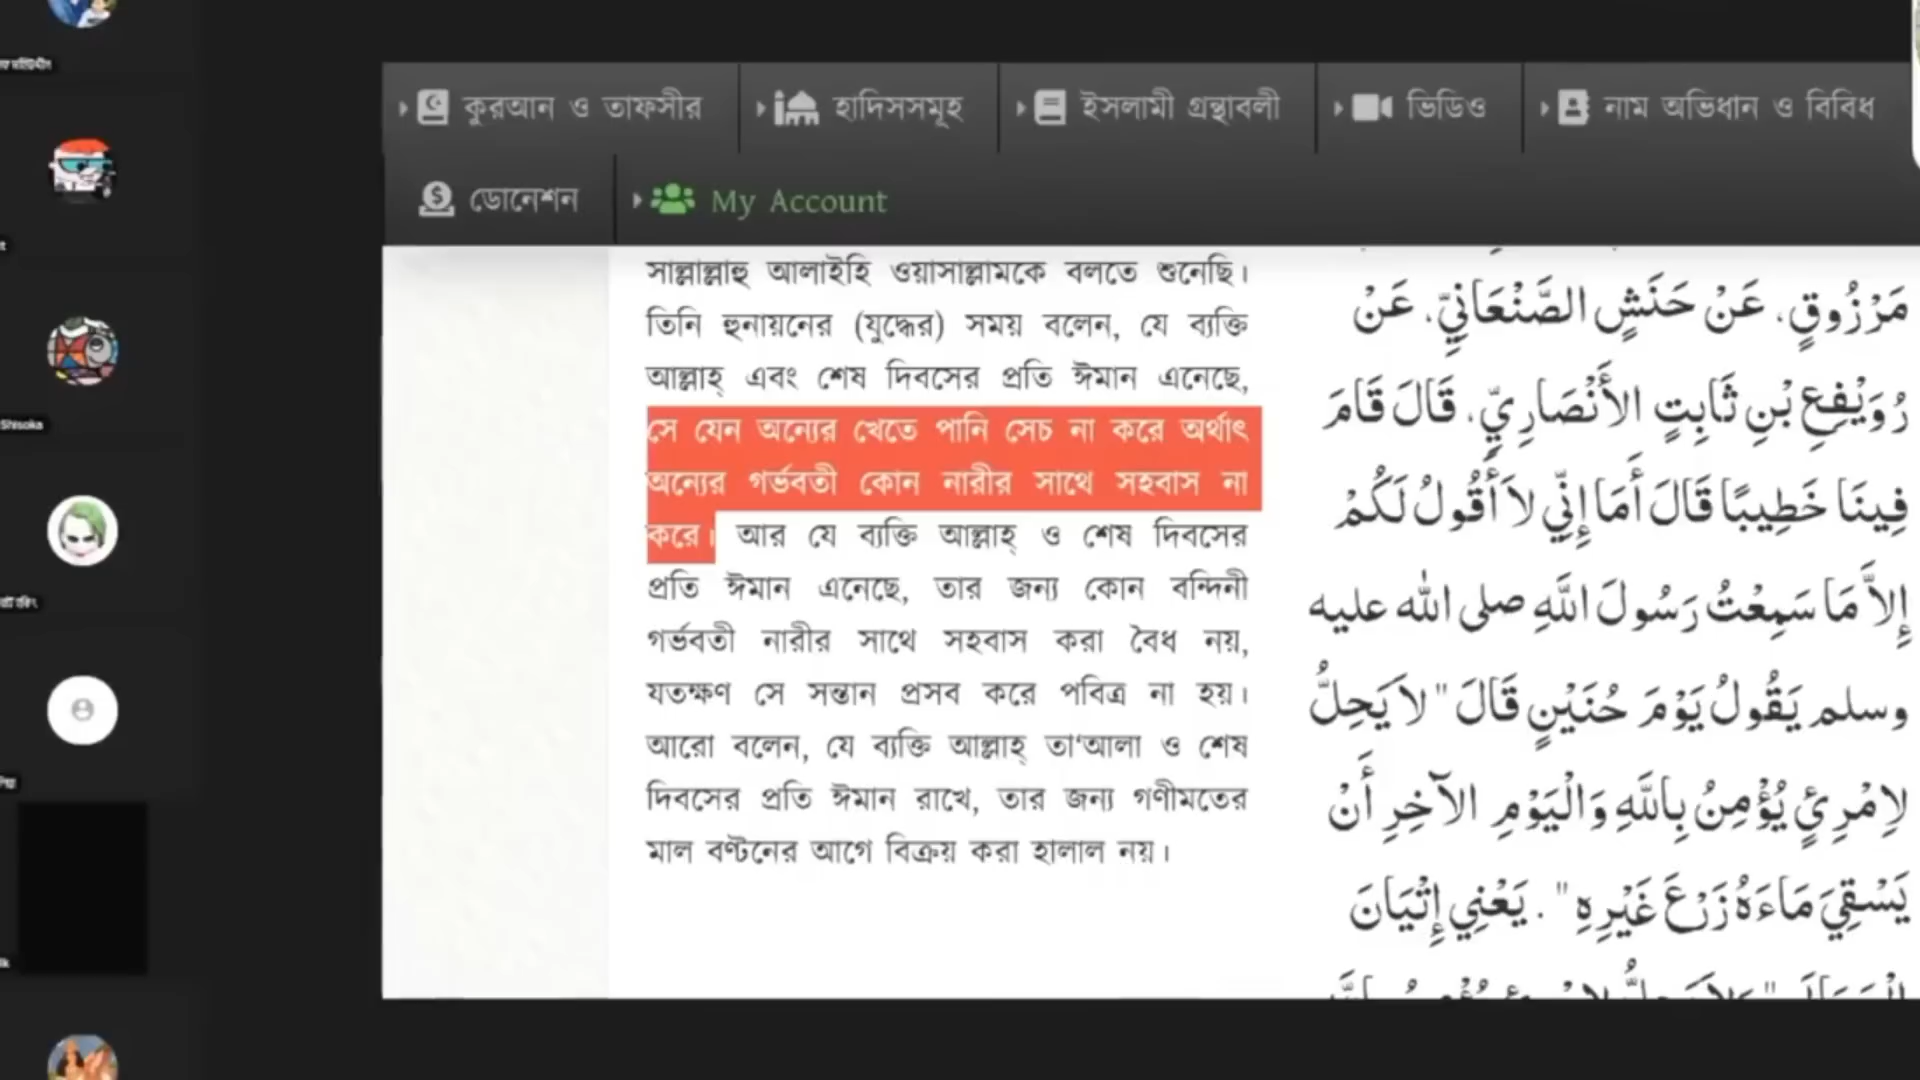 কুরআন ও তাফসীর
হাদিসসমূহ
ইসলামী গ্রন্থাবলী
ভিডিও
নাম অভিধান ও বিবিধ
ডোনেশন
My Account
সাল্লাল্লাহু আলাইহি ওয়াসাল্লামকে বলতে শুনেছি।
তিনি হুনায়নের (যুদ্ধের) সময় বলেন, যে ব্যক্তি
আল্লাহ্ এবং শেষ দিবসের প্রতি ঈমান এনেছে,
সে যেন অন্যের খেতে পানি সেচ না করে অর্থাৎ
অন্যের গর্ভবতী কোন নারীর সাথে সহবাস না
করে। আর যে ব্যক্তি আল্লাহ্ ও শেষ দিবসের
প্রতি ঈমান এনেছে, তার জন্য কোন বন্দিনী
গর্ভবতী নারীর সাথে সহবাস করা বৈধ নয়,
যতক্ষণ সে সন্তান প্রসব করে পবিত্র না হয়।
আরো বলেন, যে ব্যক্তি আল্লাহ্ তা‘আলা ও শেষ
দিবসের প্রতি ঈমান রাখে, তার জন্য গণীমতের
মাল বণ্টনের আগে বিক্রয় করা হালাল নয়।
مَرْزُوقٍ، عَنْ حَنَشٍ الصَّنْعَانِيِّ، عَنْ
رُوَيْفِعِ بْنِ ثَابِتٍ الأَنْصَارِيِّ، قَالَ قَامَ
فِينَا خَطِيبًا قَالَ أَمَا إِنِّي لاَ أَقُولُ لَكُمْ
إِلاَّ مَا سَمِعْتُ رَسُولَ اللَّهِ صلى الله عليه
وسلم يَقُولُ يَوْمَ حُنَيْنٍ قَالَ " لاَ يَحِلُّ
لاِمْرِئٍ يُؤْمِنُ بِاللَّهِ وَالْيَوْمِ الآخِرِ أَنْ
يَسْقِيَ مَاءَهُ زَرْعَ غَيْرِهِ " . يَعْنِي إِتْيَانَ
Shisoka